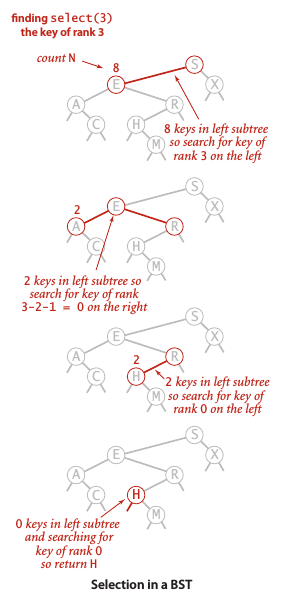 finding select(3)
the key of rank 3
count N
8
S
E
X
A
R
C
H
M
8 keys in left subtree
so search for key of
rank 3 on the left
S
2
E
X
A
R
C
H
M
2 keys in left subtree so
search for key of rank
3-2-1 = 0 on the right
S
E
X
A
2
R
C
H
M
2 keys in left subtree
so search for key of
rank 0 on the left
S
E
X
A
R
C
H
M
0 keys in left subtree
and searching for
key of rank 0
so return H
Selection in a BST